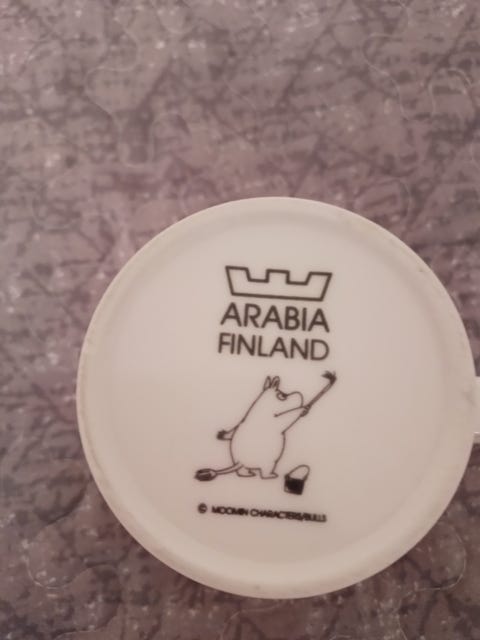 ARABIA
FINLAND
© MOOMIN CHARACTERS/BULLS